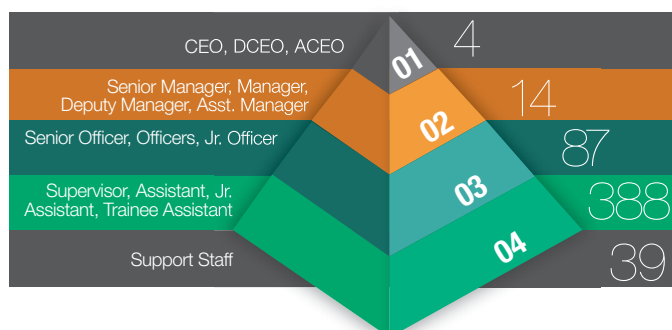 CEO, DCEO, ACEO
01
4
Senior Manager, Manager,
Deputy Manager, Asst. Manager
02
14
Senior Officer, Officers, Jr. Officer
03
87
Supervisor, Assistant, Jr.
Assistant, Trainee Assistant
04
388
Support Staff
39